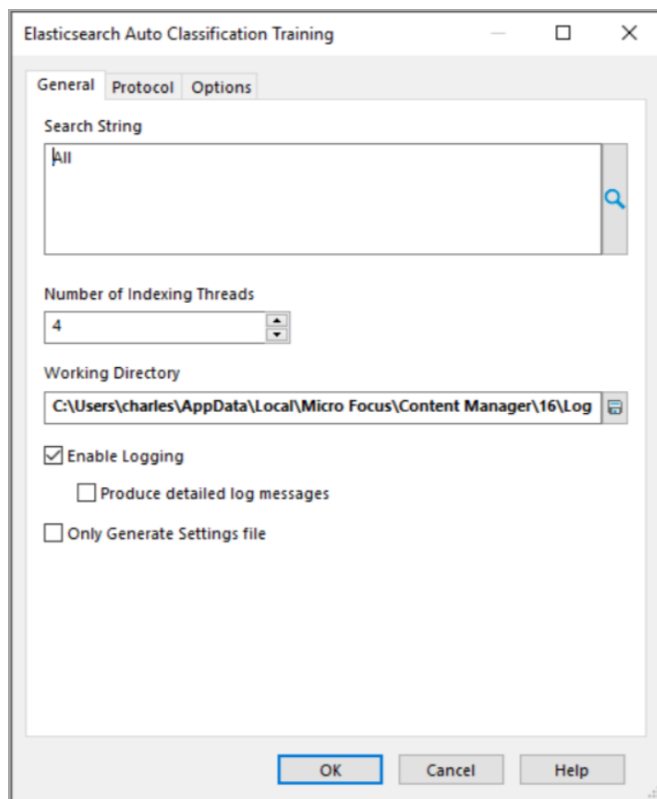 Elasticsearch Auto Classification Training
General Protocol Options
Search String
All
Number of Indexing Threads
4
Working Directory
C:\Users\charles\AppData\Local\Micro Focus\Content Manager\16\Log
Enable Logging
Produce detailed log messages
Only Generate Settings file
OK Cancel Help